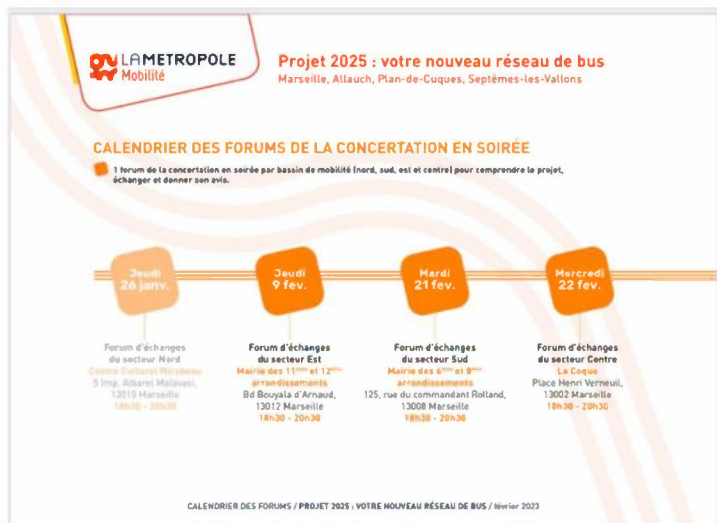 LAMETROPOLE
Mobilité
Projet 2025 : votre nouveau réseau de bus
Marseille, Allauch, Plan-de-Cuques, Septèmes-les-Vallons
CALENDRIER DES FORUMS DE LA CONCERTATION EN SOIRÉE
1 forum de la concertation en soirée par bassin de mobilité (nord, sud, est et centre) pour comprendre le projet,
échanger et donner son avis.
Jeudi
26 janv.
Forum d'échanges
du secteur Nord
Centre Culturel Mirabeau
5 Imp. Albarel Malavasi,
13015 Marseille
18h30 - 20h30
Jeudi
9 fev.
Forum d'échanges
du secteur Est
Mairie des 11ème et 12ème
arrondissements
Bd Bouyala d'Arnaud,
13012 Marseille
18h30 - 20h30
Mardi
21 fev.
Forum d'échanges
du secteur Sud
Mairie des 6ème et 8ème
arrondissements
125, rue du commandant Rolland,
13008 Marseille
18h30 - 20h30
Mercredi
22 fev.
Forum d'échanges
du secteur Centre
La Coque
Place Henri Verneuil,
13002 Marseille
18h30 - 20h30
CALENDRIER DES FORUMS / PROJET 2025 : VOTRE NOUVEAU RÉSEAU DE BUS / février 2023